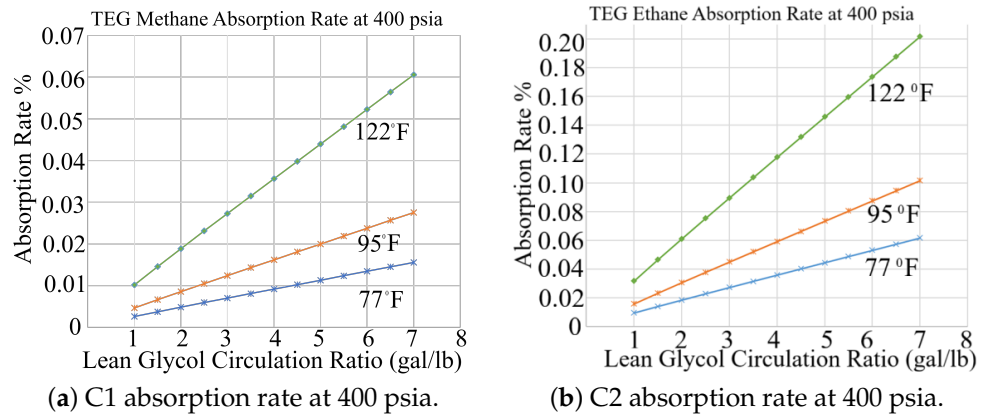 TEG Methane Absorption Rate at 400 psia
0.07
0.06
0.05
0.04
0.03
0.02
0.01
0
Absorption Rate %
122°F
95°F
77°F
1 2 3 4 5 6 7 8
Lean Glycol Circulation Ratio (gal/lb)
(a) C1 absorption rate at 400 psia.
TEG Ethane Absorption Rate at 400 psia
0.20
0.18
0.16
0.14
0.12
0.10
0.08
0.06
0.04
0.02
0
Absorption Rate %
122 ⁰F
95 ⁰F
77 ⁰F
1 2 3 4 5 6 7 8
Lean Glycol Circulation Ratio (gal/lb)
(b) C2 absorption rate at 400 psia.